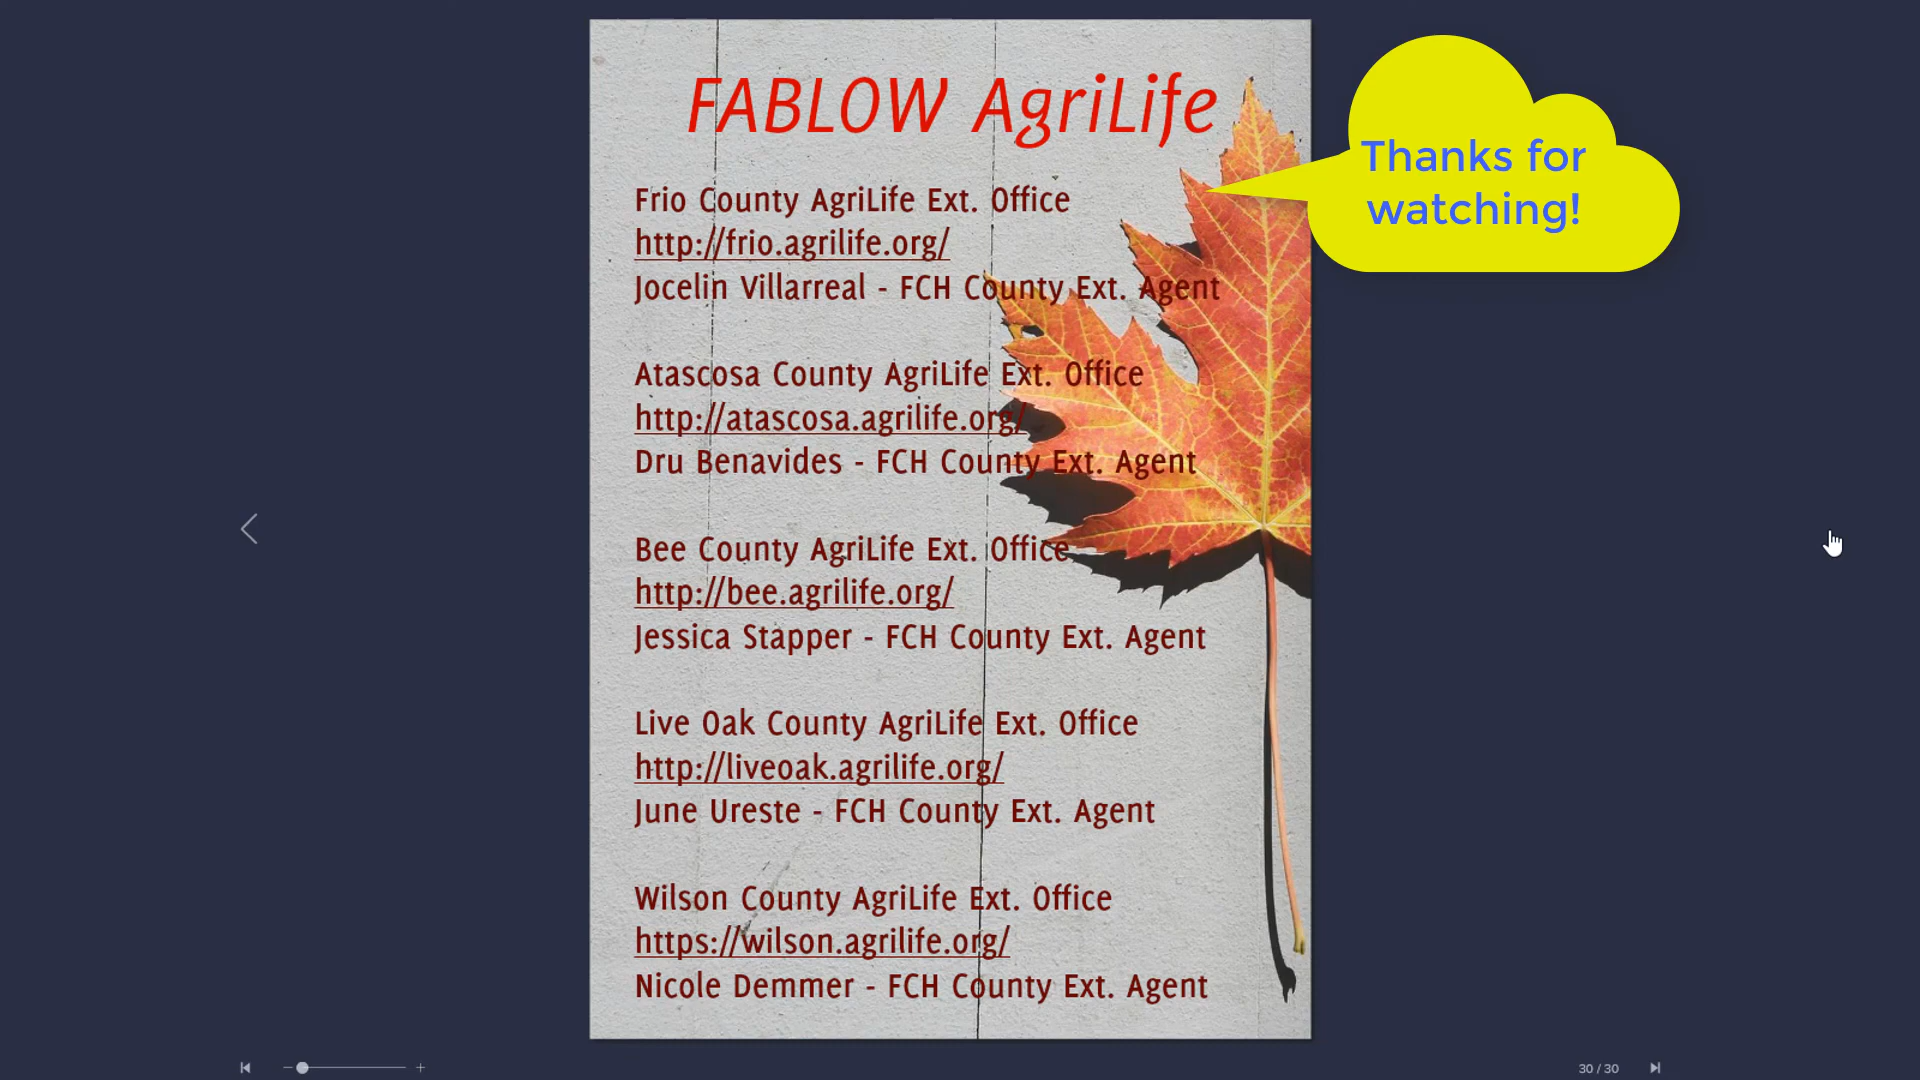 FABLOW AgriLife
Thanks for
watching!
Frio County AgriLife Ext. Office
http://frio.agrilife.org/
Jocelin Villarreal - FCH County Ext. Agent
Atascosa County AgriLife Ext. Office
http://atascosa.agrilife.org/
Dru Benavides - FCH County Ext. Agent
Bee County AgriLife Ext. Office
http://bee.agrilife.org/
Jessica Stapper - FCH County Ext. Agent
Live Oak County AgriLife Ext. Office
http://liveoak.agrilife.org/
June Ureste - FCH County Ext. Agent
Wilson County AgriLife Ext. Office
https://wilson.agrilife.org/
Nicole Demmer - FCH County Ext. Agent
30 / 30